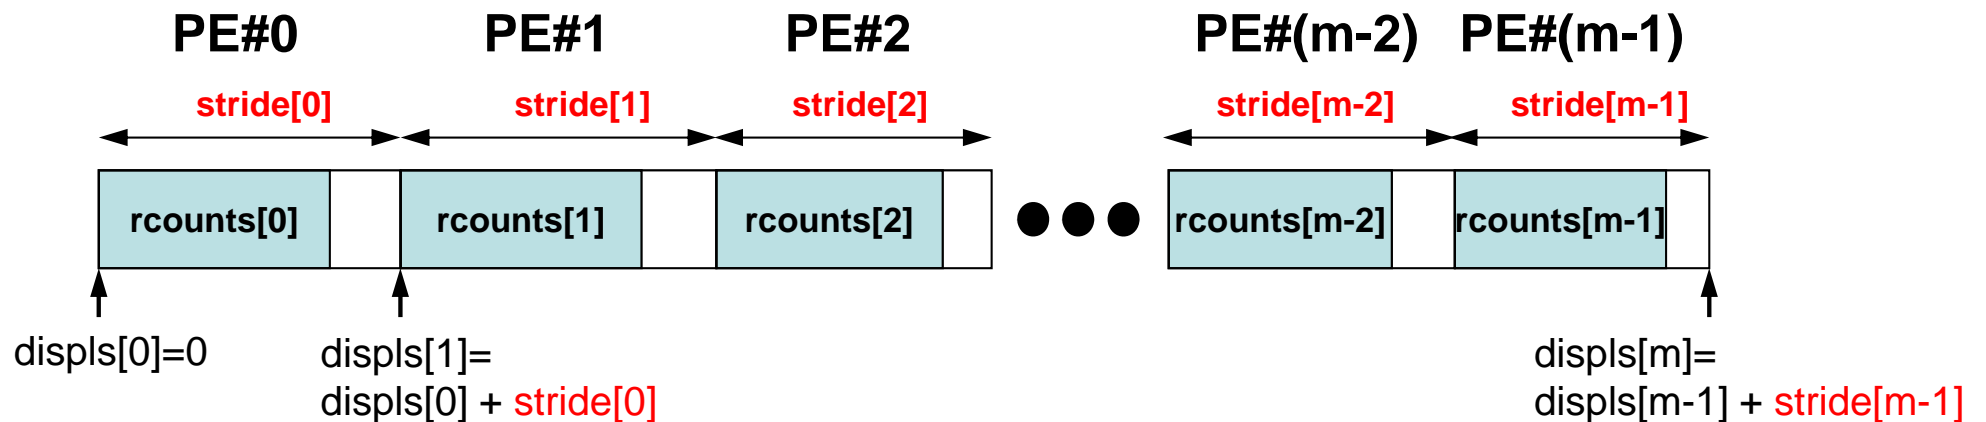 PE#0 PE#1 PE#2 PE#(m-2) PE#(m-1)
stride[0] stride[1] stride[2] stride[m-2] stride[m-1]
rcounts[0] rcounts[1] rcounts[2] rcounts[m-2] rcounts[m-1]
displs[0]=0 displs[1]= displs[m]=
displs[0] + stride[0] displs[m-1] + stride[m-1]